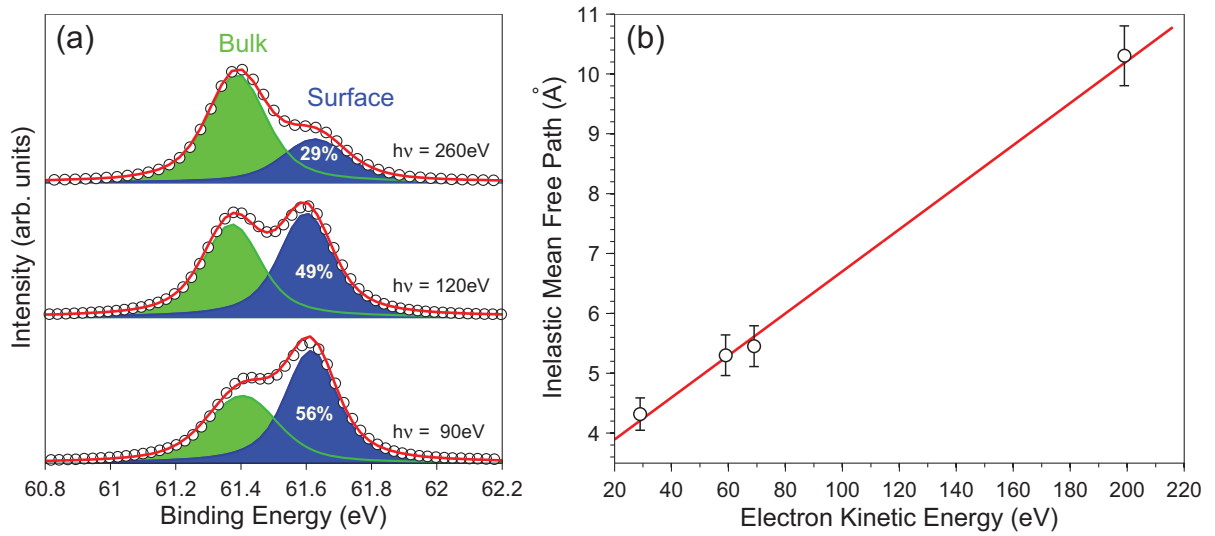 (a)
Bulk
Surface
29%
hν = 260eV
49%
hν = 120eV
56%
hν = 90eV
Intensity (arb. units)
60.8 61 61.2 61.4 61.6 61.8 62 62.2
Binding Energy (eV)
(b)
11
10
9
8
7
6
5
4
Inelastic Mean Free Path (Å)
20 40 60 80 100 120 140 160 180 200 220
Electron Kinetic Energy (eV)